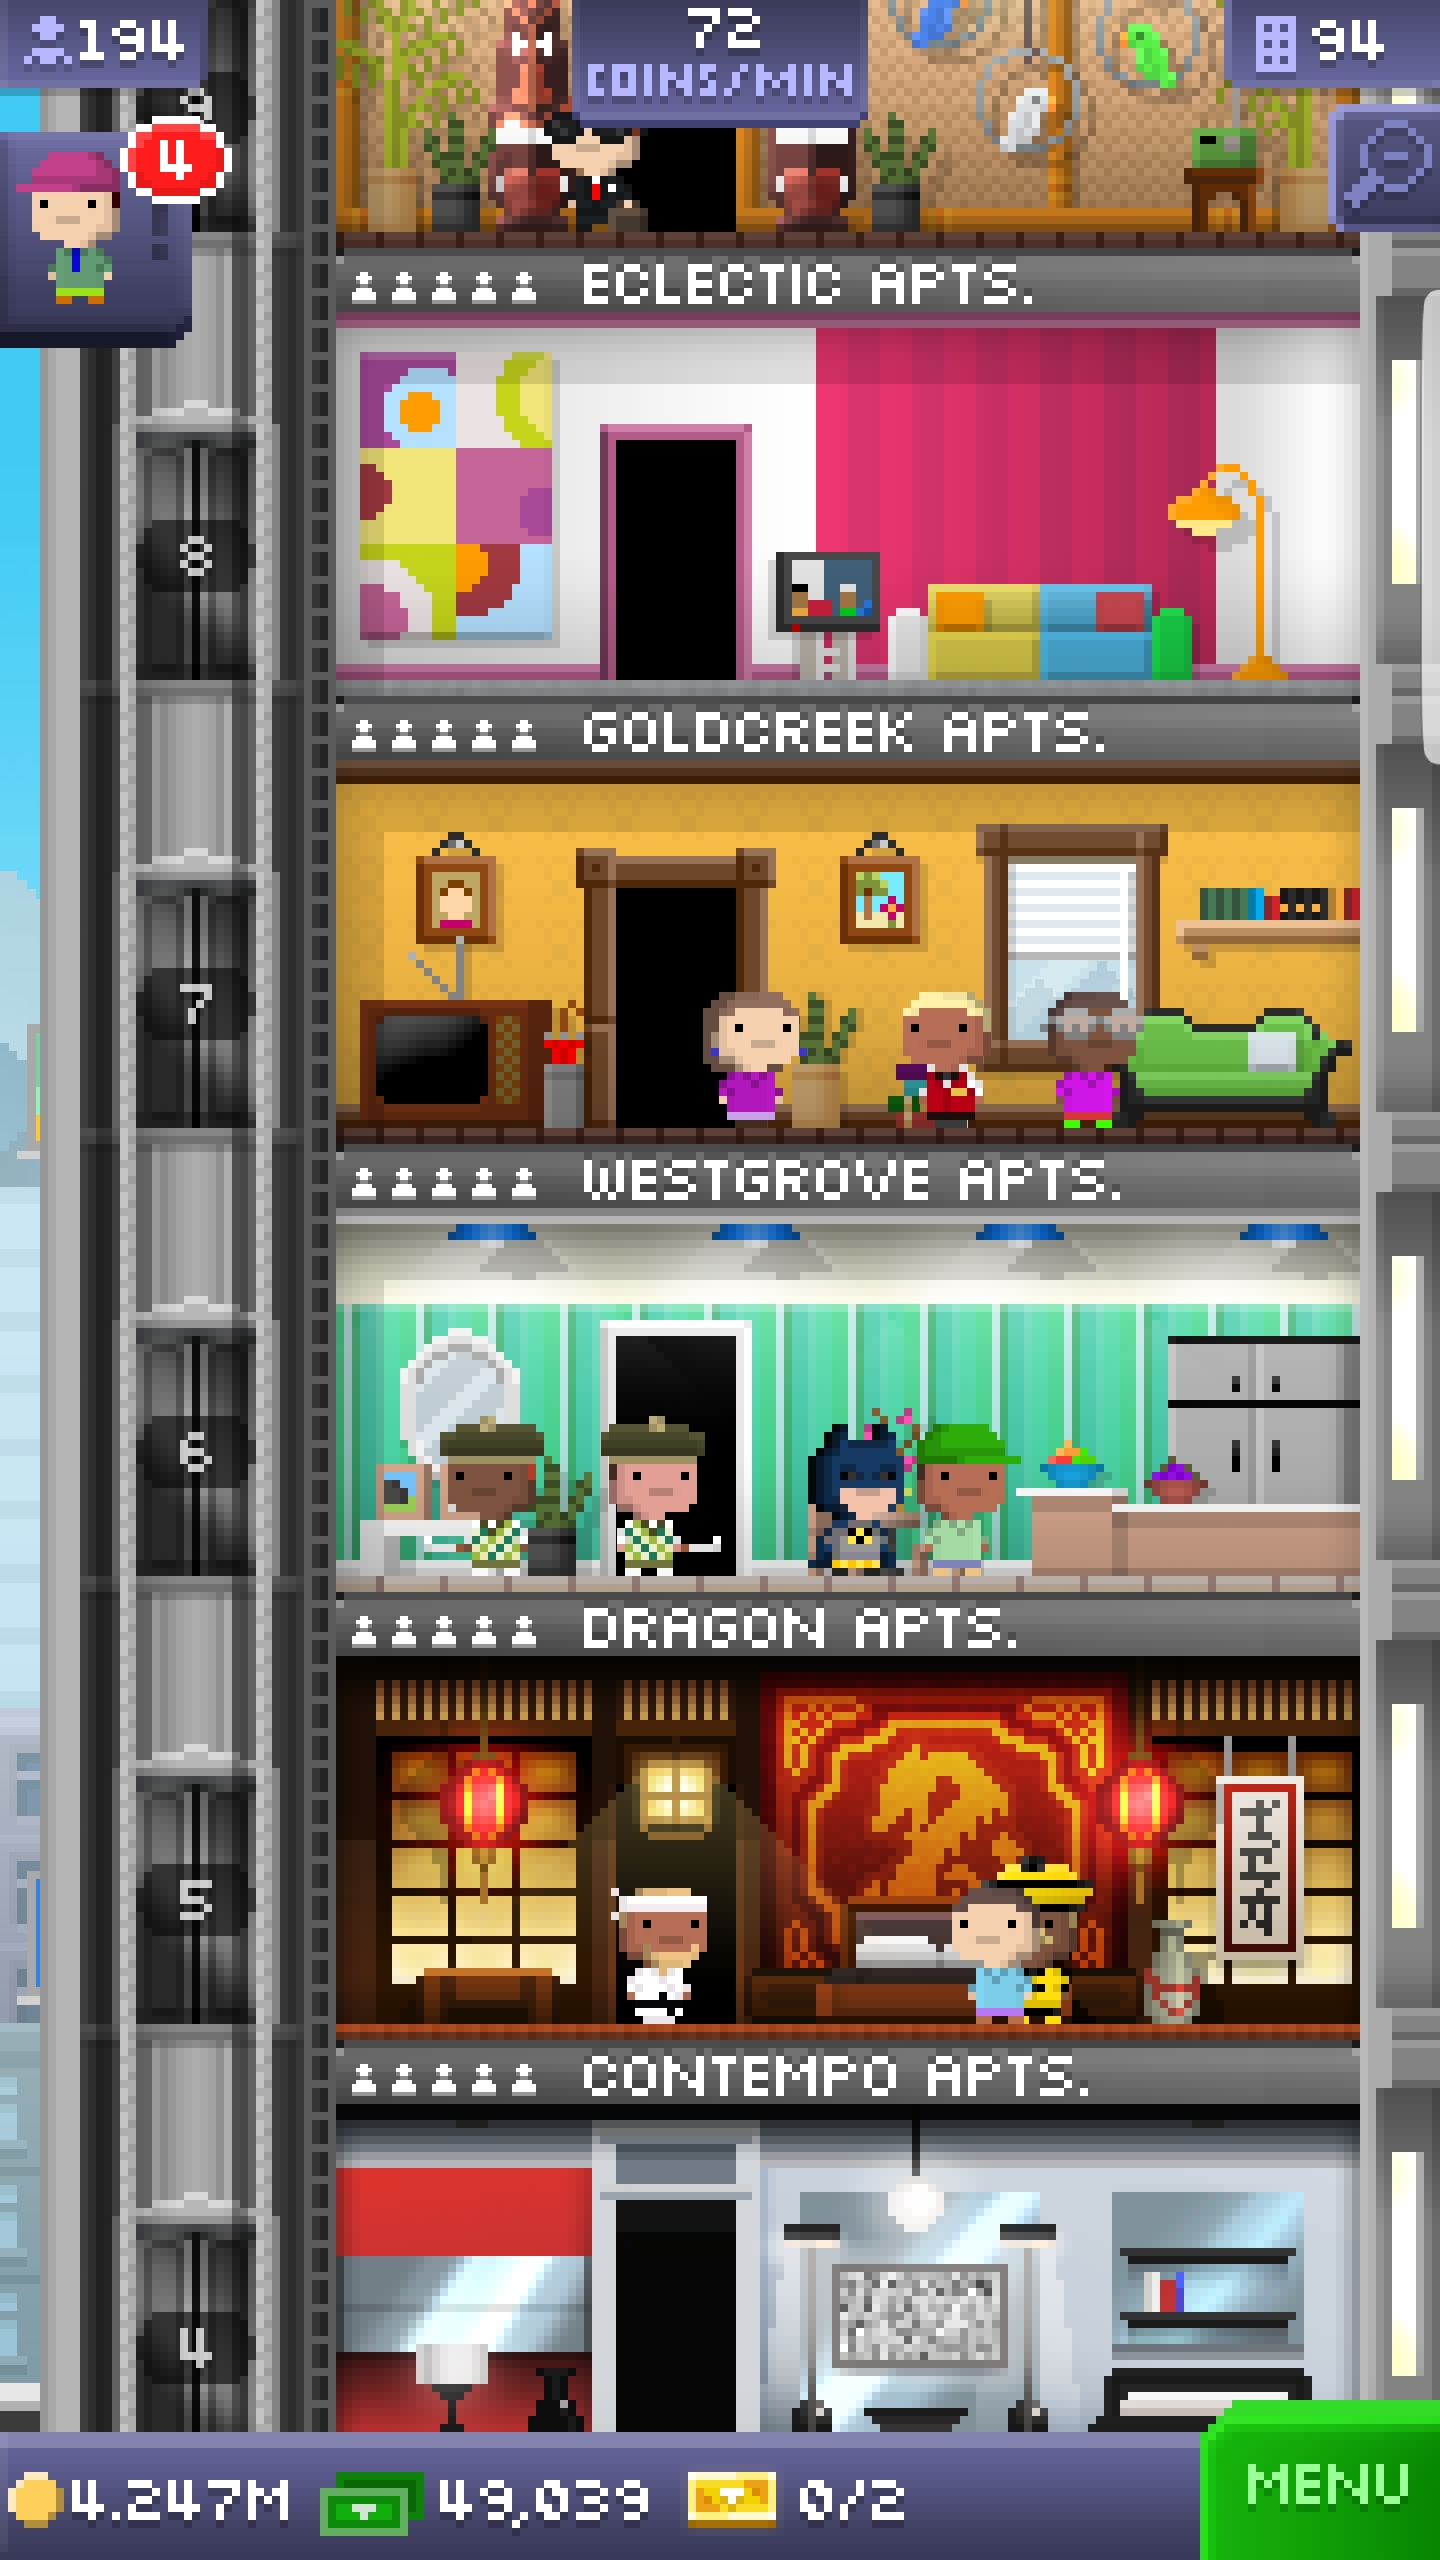 194
72
COINS/MIN
94
9
4
ECLECTIC APTS.
8
GOLDCREEK APTS.
7
WESTGROVE APTS.
6
DRAGON APTS.
5
CONTEMPO APTS.
4
4.247M
49,039
0/2
MENU